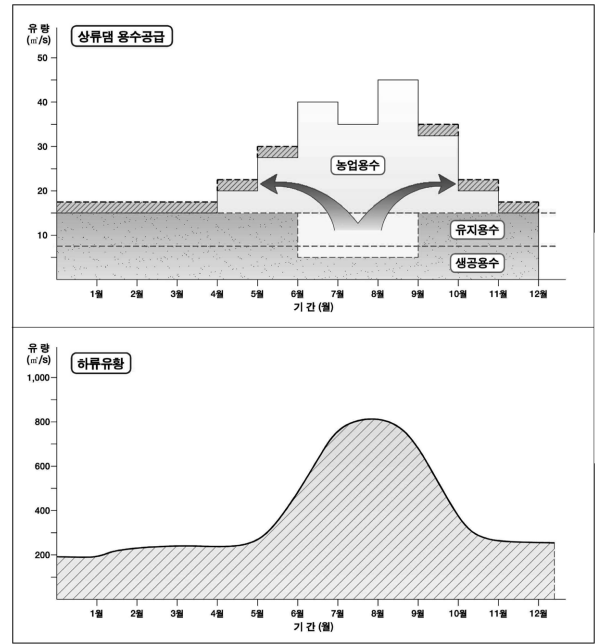 유 량
(㎥/s)
상류댐 용수공급
50
40
30
20
10
농업용수
유지용수
생공용수
1월 2월 3월 4월 5월 6월 7월 8월 9월 10월 11월 12월
기 간 (월)
유 량
(㎥/s)
하류유황
1,000
800
600
400
200
1월 2월 3월 4월 5월 6월 7월 8월 9월 10월 11월 12월
기 간 (월)